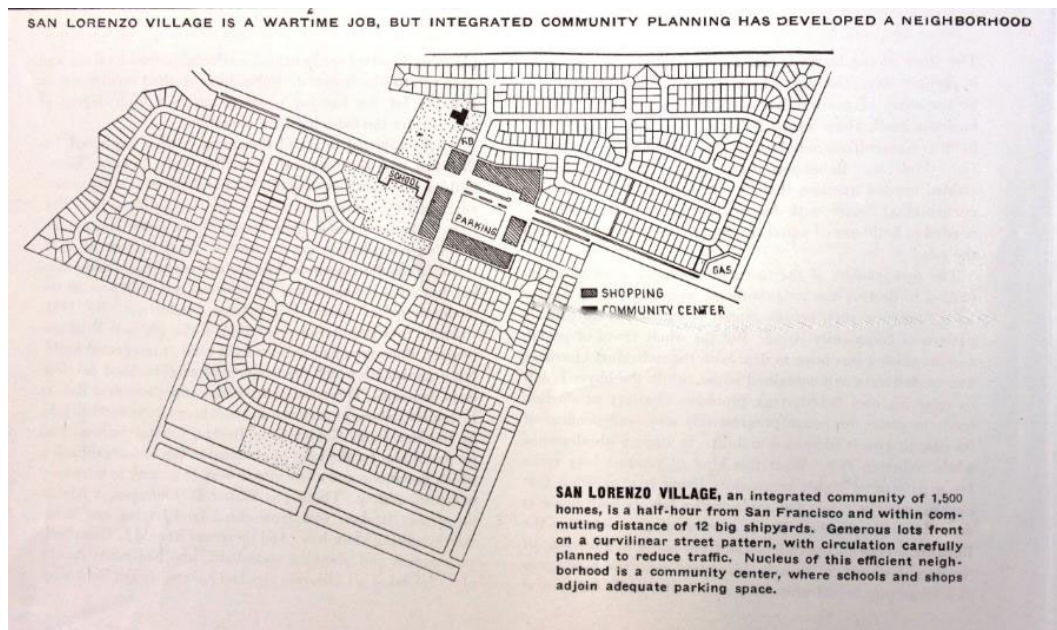 SAN LORENZO VILLAGE IS A WARTIME JOB, BUT INTEGRATED COMMUNITY PLANNING HAS DEVELOPED A NEIGHBORHOOD
SCHOOL
PARKING
GAS
SHOPPING
COMMUNITY CENTER
SAN LORENZO VILLAGE, an integrated community of 1,500
homes, is a half-hour from San Francisco and within com-
muting distance of 12 big shipyards. Generous lots front
on a curvilinear street pattern, with circulation carefully
planned to reduce traffic. Nucleus of this efficient neigh-
borhood is a community center, where schools and shops
adjoin adequate parking space.